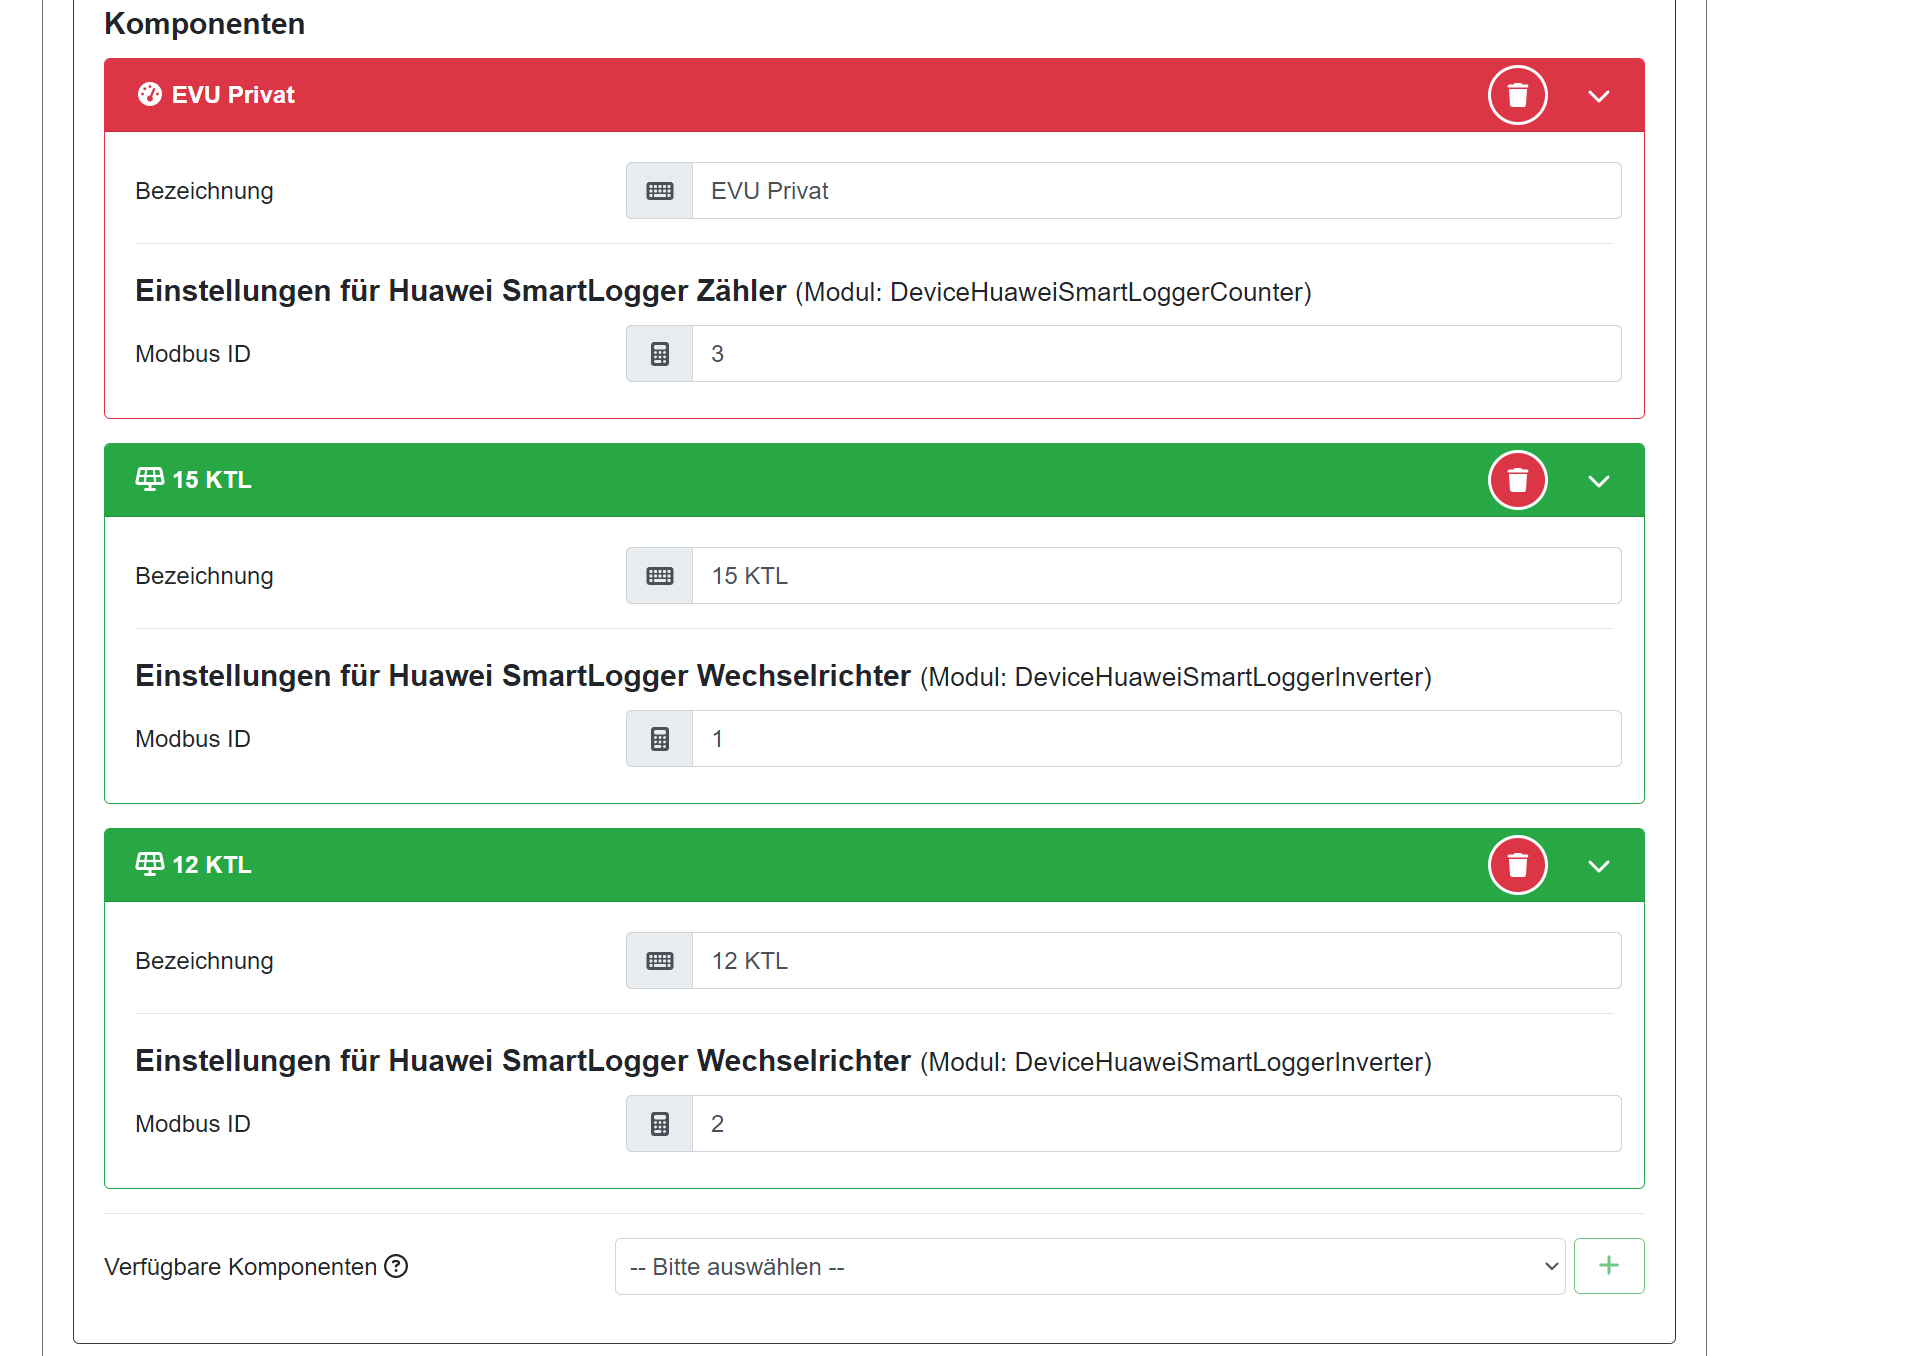 Komponenten
EVU Privat
Bezeichnung EVU Privat
Einstellungen für Huawei SmartLogger Zähler (Modul: DeviceHuaweiSmartLoggerCounter)
Modbus ID 3
15 KTL
Bezeichnung 15 KTL
Einstellungen für Huawei SmartLogger Wechselrichter (Modul: DeviceHuaweiSmartLoggerInverter)
Modbus ID 1
12 KTL
Bezeichnung 12 KTL
Einstellungen für Huawei SmartLogger Wechselrichter (Modul: DeviceHuaweiSmartLoggerInverter)
Modbus ID 2
Verfügbare Komponenten -- Bitte auswählen --